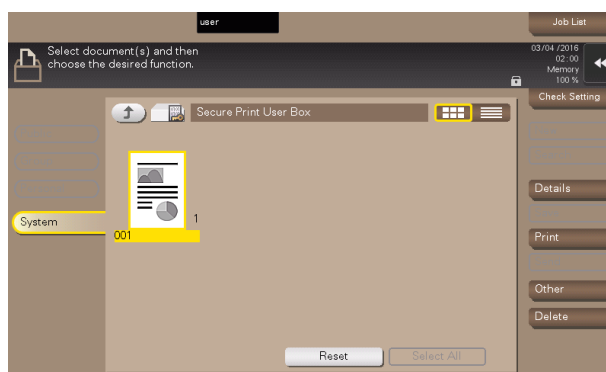 user
Job List
Select document(s) and then
choose the desired function.
03/04 /2016
02:00
Memory
100 %
Check Setting
Secure Print User Box
Details
System
1
001
Print
Other
Delete
Reset
Select All